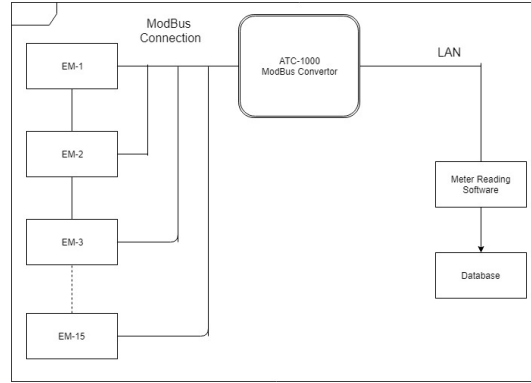 ModBus
Connection
EM-1
ATC-1000
ModBus Convertor
LAN
EM-2
Meter Reading
Software
EM-3
Database
EM-15